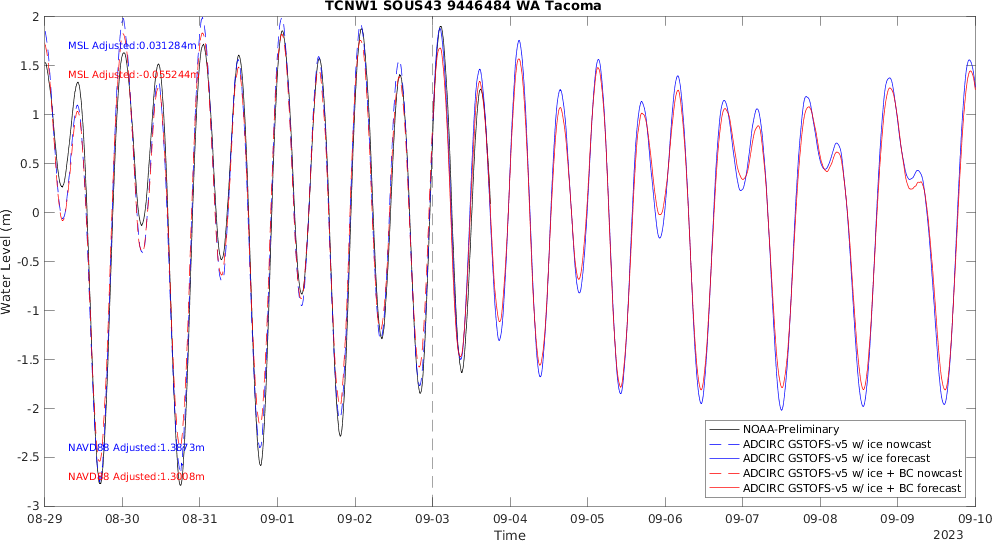 TCNW1 SOUS43 9446484 WA Tacoma
2
1.5
1
0.5
0
-0.5
-1
-1.5
-2
-2.5
-3
Water Level (m)
MSL Adjusted:0.031284m
MSL Adjusted:-0.055244m
NAVD88 Adjusted:1.3873m
NAVD88 Adjusted:1.3008m
NOAA-Preliminary
ADCIRC GSTOFS-v5 w/ ice nowcast
ADCIRC GSTOFS-v5 w/ ice forecast
ADCIRC GSTOFS-v5 w/ ice + BC nowcast
ADCIRC GSTOFS-v5 w/ ice + BC forecast
08-29 08-30 08-31 09-01 09-02 09-03 09-04 09-05 09-06 09-07 09-08 09-09 09-10
Time
2023